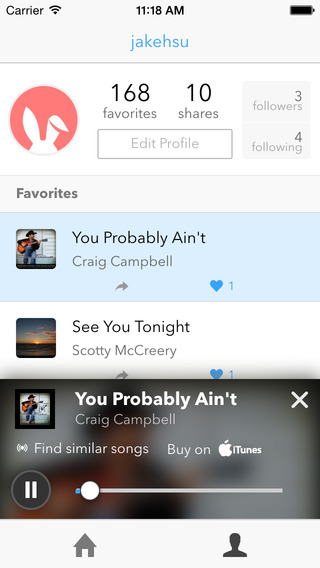 Carrier 11:18 AM
jakehsu
168 10 3
favorites shares followers
Edit Profile 4
following
Favorites
You Probably Ain't
Craig Campbell
1
See You Tonight
Scotty McCreery
1
You Probably Ain't
Craig Campbell
Find similar songs Buy on iTunes